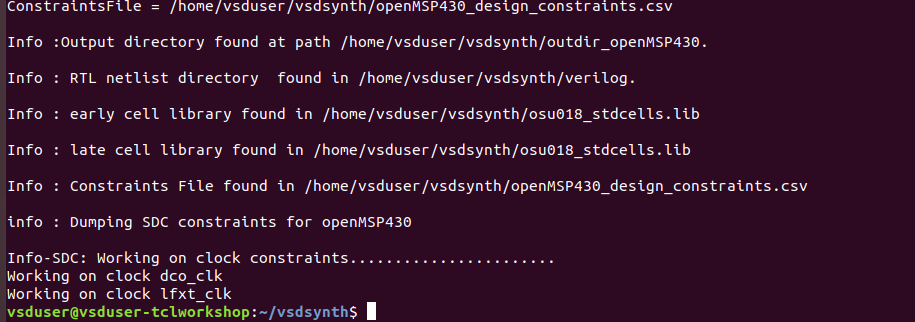 ConstraintsFile = /home/vsduser/vsdsynth/openMSP430_design_constraints.csv
Info :Output directory found at path /home/vsduser/vsdsynth/outdir_openMSP430.
Info : RTL netlist directory  found in /home/vsduser/vsdsynth/verilog.
Info : early cell library found in /home/vsduser/vsdsynth/osu018_stdcells.lib
Info : late cell library found in /home/vsduser/vsdsynth/osu018_stdcells.lib
Info : Constraints File found in /home/vsduser/vsdsynth/openMSP430_design_constraints.csv
info : Dumping SDC constraints for openMSP430
Info-SDC: Working on clock constraints........................
Working on clock dco_clk
Working on clock lfxt_clk
vsduser@vsduser-tclworkshop:~/vsdsynth$